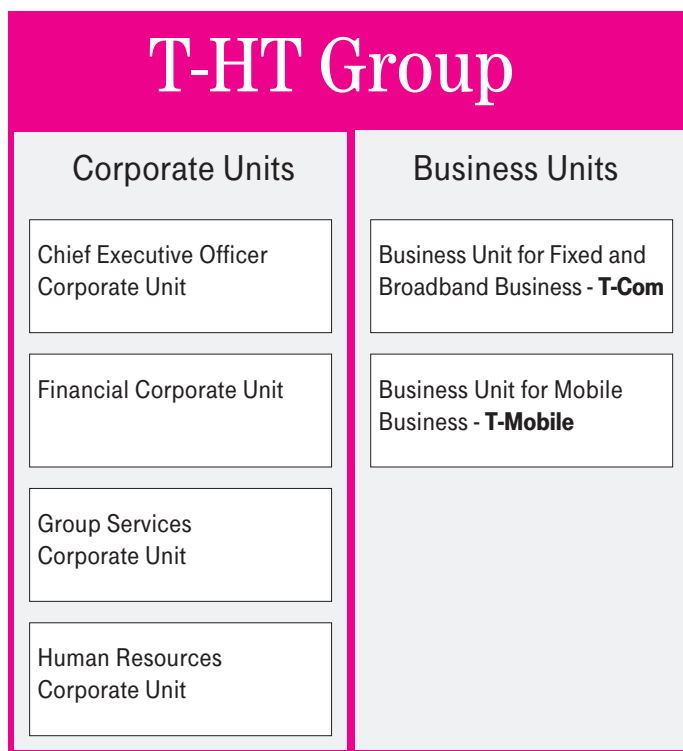 T-HT Group
Corporate Units
Chief Executive Officer
Corporate Unit
Financial Corporate Unit
Group Services
Corporate Unit
Human Resources
Corporate Unit
Business Units
Business Unit for Fixed and
Broadband Business - T-Com
Business Unit for Mobile
Business - T-Mobile